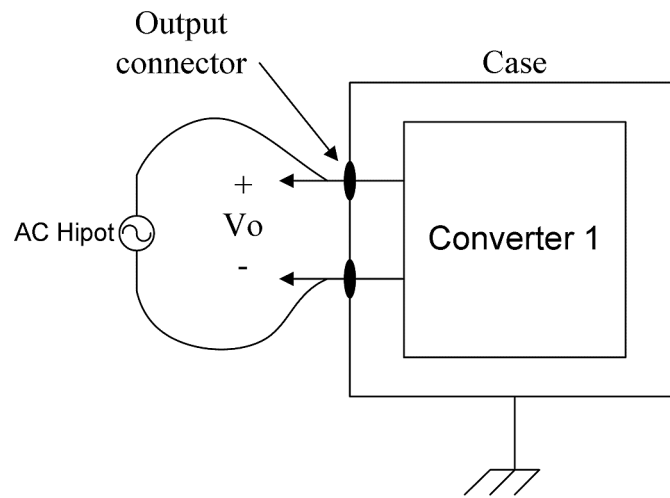 Output
connector
Case
+
Vo
-
AC Hipot
Converter 1